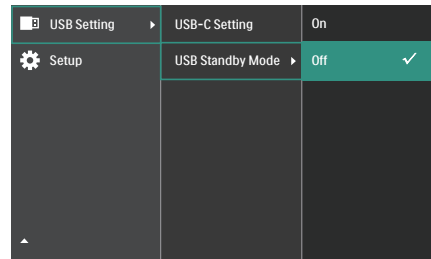 USB Setting
Setup
USB-C Setting
USB Standby Mode
On
Off